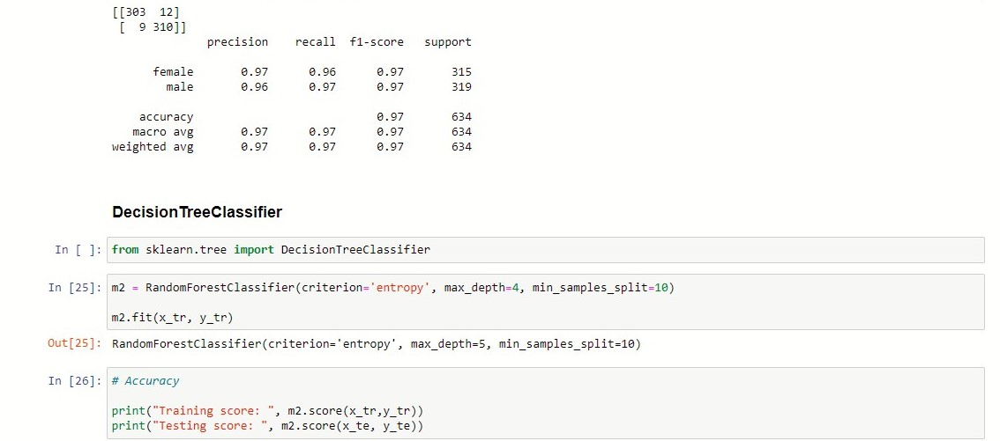 [[303  12]
[  9 310]]
precision    recall  f1-score   support
female       0.97      0.96      0.97       315
male       0.96      0.97      0.97       319
accuracy                           0.97       634
macro avg       0.97      0.97      0.97       634
weighted avg       0.97      0.97      0.97       634
DecisionTreeClassifier
In [ ]: from sklearn.tree import DecisionTreeClassifier
In [25]: m2 = RandomForestClassifier(criterion='entropy', max_depth=4, min_samples_split=10)
m2.fit(x_tr, y_tr)
Out[25]: RandomForestClassifier(criterion='entropy', max_depth=5, min_samples_split=10)
In [26]: # Accuracy
print("Training score: ", m2.score(x_tr,y_tr))
print("Testing score: ", m2.score(x_te, y_te))